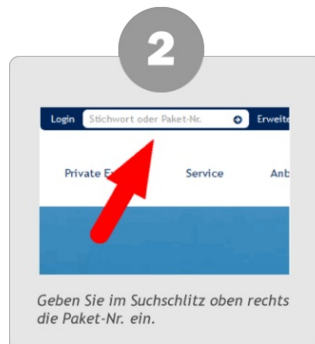 2
Login Stichwort oder Paket-Nr. Erweite
Private E Service Anb
Geben Sie im Suchschlitz oben rechts
die Paket-Nr. ein.